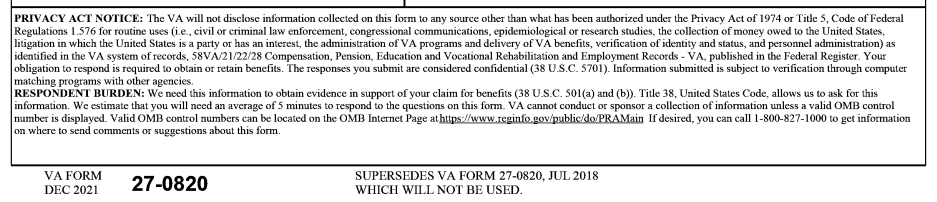 PRIVACY ACT NOTICE: The VA will not disclose information collected on this form to any source other than what has been authorized under the Privacy Act of 1974 or Title 5, Code of Federal
Regulations 1.576 for routine uses (i.e., civil or criminal law enforcement, congressional communications, epidemiological or research studies, the collection of money owed to the United States,
litigation in which the United States is a party or has an interest, the administration of VA programs and delivery of VA benefits, verification of identity and status, and personnel administration) as
identified in the VA system of records, 58VA/21/22/28 Compensation, Pension, Education and Vocational Rehabilitation and Employment Records - VA, published in the Federal Register. Your
obligation to respond is required to obtain or retain benefits. The responses you submit are considered confidential (38 U.S.C. 5701). Information submitted is subject to verification through computer
matching programs with other agencies.
RESPONDENT BURDEN: We need this information to obtain evidence in support of your claim for benefits (38 U.S.C. 501(a) and (b)). Title 38, United States Code, allows us to ask for this
information. We estimate that you will need an average of 5 minutes to respond to the questions on this form. VA cannot conduct or sponsor a collection of information unless a valid OMB control
number is displayed. Valid OMB control numbers can be located on the OMB Internet Page at https://www.reginfo.gov/public/do/PRAMain If desired, you can call 1-800-827-1000 to get information
on where to send comments or suggestions about this form.
VA FORM
DEC 2021
27-0820
SUPERSEDES VA FORM 27-0820, JUL 2018
WHICH WILL NOT BE USED.